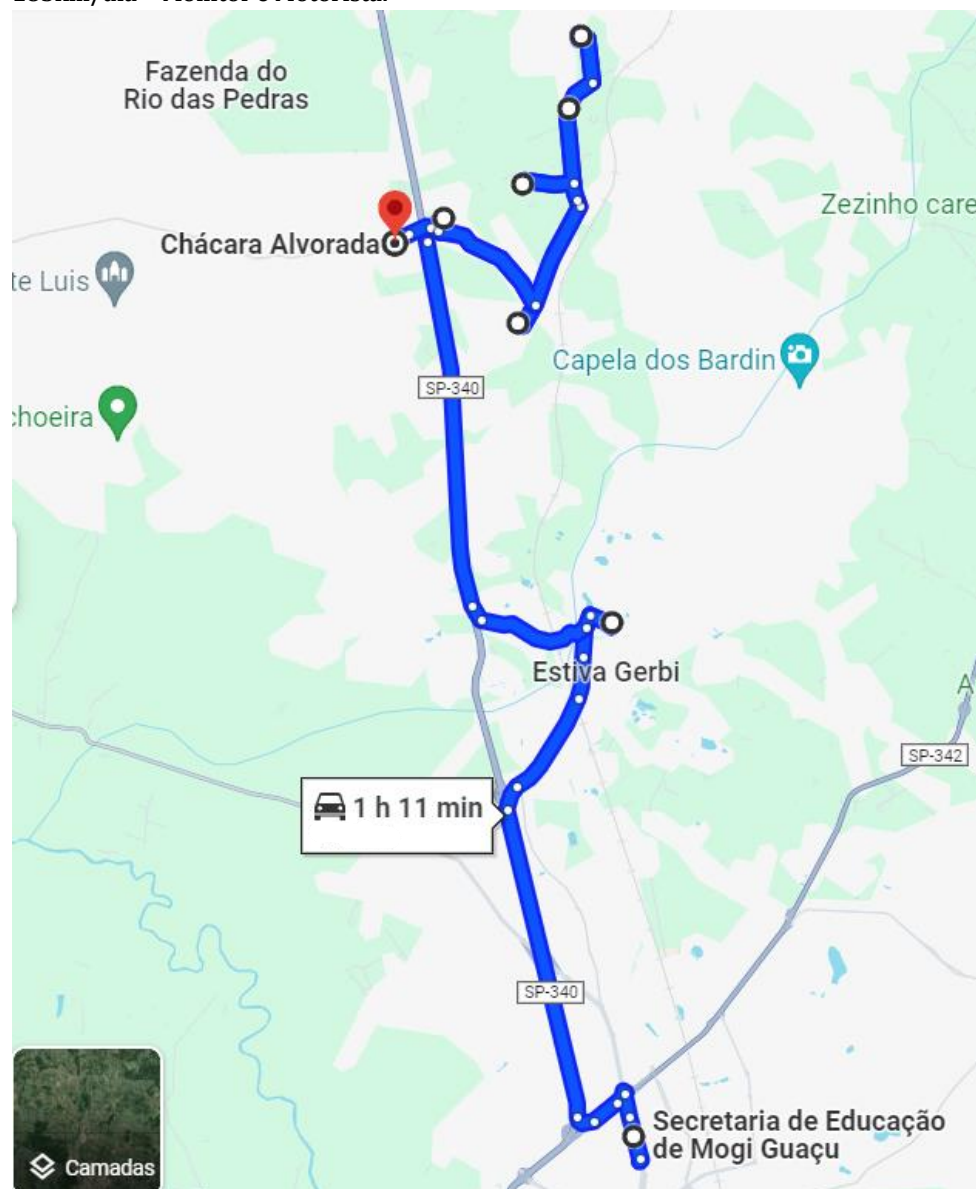 Fazenda do
Rio das Pedras
Zezinho care
Chácara Alvorada
te Luis
Capela dos Bardin
SP-340
choeira
Estiva Gerbi
A
SP-342
1 h 11 min
SP-340
Secretaria de Educação
de Mogi Guaçu
Camadas